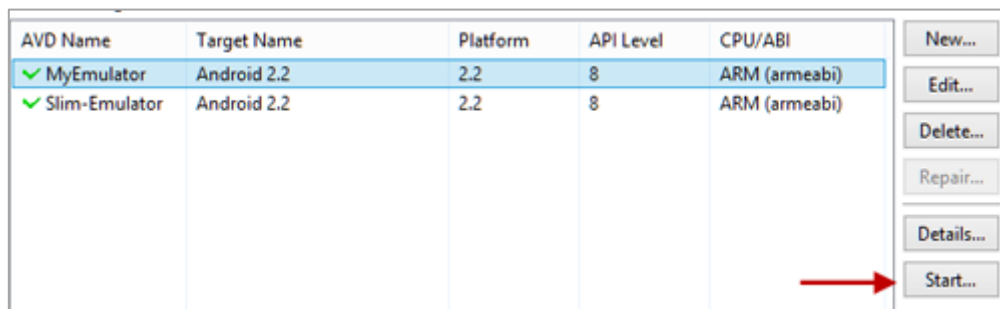 AVD Name Target Name Platform API Level CPU/ABI
MyEmulator Android 2.2 2.2 8 ARM (armeabi)
Slim-Emulator Android 2.2 2.2 8 ARM (armeabi)
New...
Edit...
Delete...
Repair...
Details...
Start...